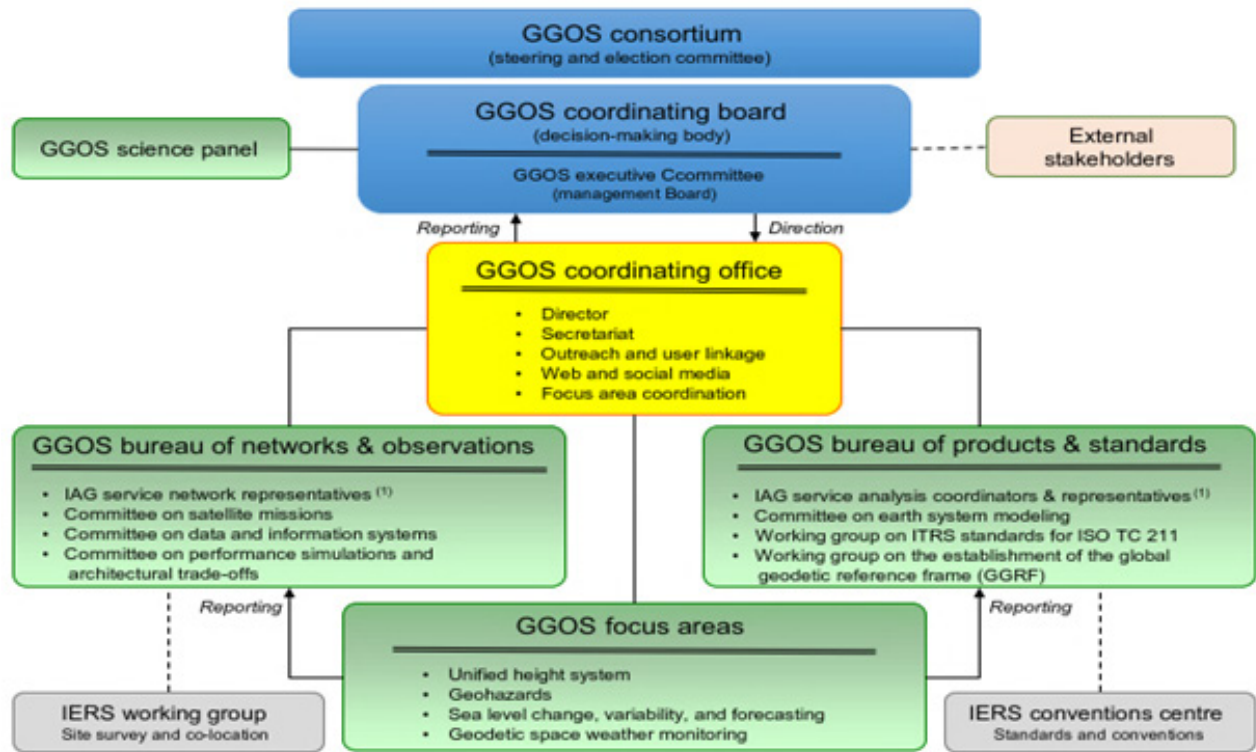 GGOS consortium
(steering and election committee)
GGOS coordinating board
(decision-making body)
GGOS executive Ccommittee
(management Board)
GGOS science panel
External
stakeholders
Reporting
Direction
GGOS coordinating office
• Director
• Secretariat
• Outreach and user linkage
• Web and social media
• Focus area coordination
GGOS bureau of networks & observations
• IAG service network representatives (1)
• Committee on satellite missions
• Committee on data and information systems
• Committee on performance simulations and
architectural trade-offs
GGOS bureau of products & standards
• IAG service analysis coordinators & representatives (1)
• Committee on earth system modeling
• Working group on ITRS standards for ISO TC 211
• Working group on the establishment of the global
geodetic reference frame (GGRF)
Reporting
Reporting
GGOS focus areas
• Unified height system
• Geohazards
• Sea level change, variability, and forecasting
• Geodetic space weather monitoring
IERS working group
Site survey and co-location
IERS conventions centre
Standards and conventions